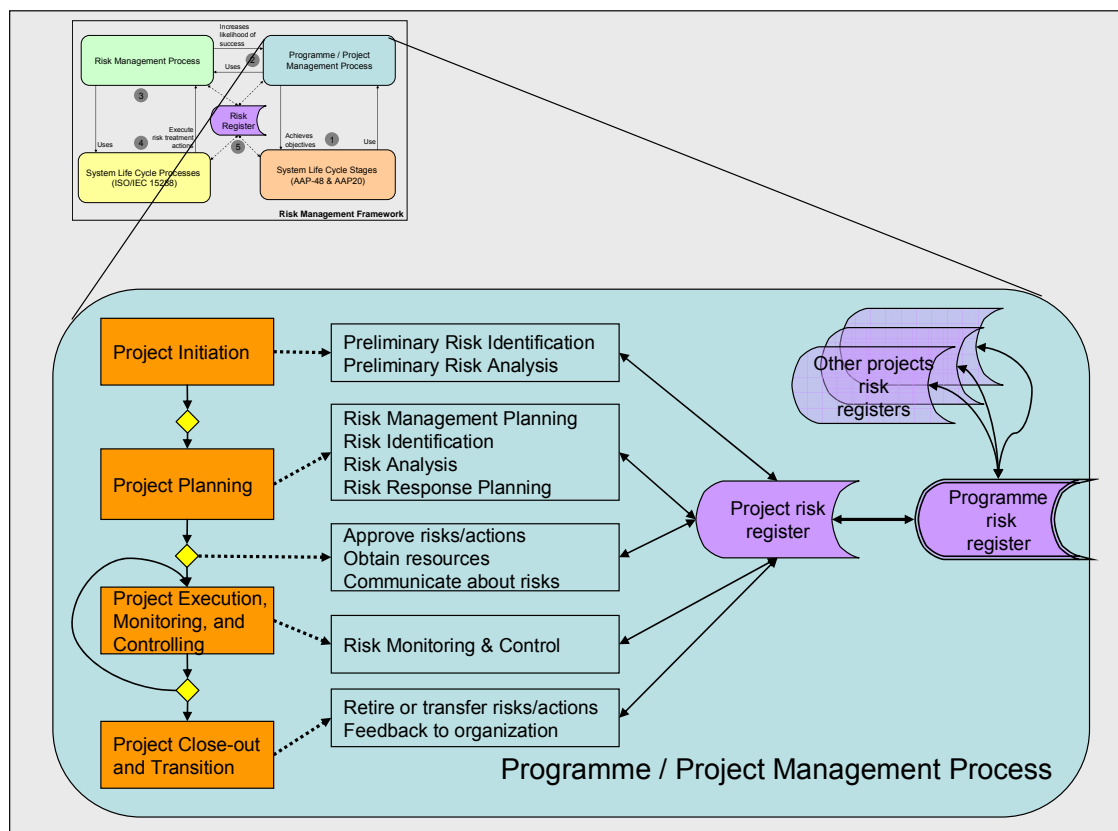 Increases
likelihood of
success
Risk Management Process
2
Programme / Project
Management Process
Uses
3
Risk
Register
Execute
risk treatment
actions
4
Uses
5
1
Achieves
objectives
Use
System Life Cycle Processes
(ISO/IEC 15288)
System Life Cycle Stages
(AAP-48 & AAP20)
Risk Management Framework
Project Initiation
Preliminary Risk Identification
Preliminary Risk Analysis
Other projects
risk
registers
Project Planning
Risk Management Planning
Risk Identification
Risk Analysis
Risk Response Planning
Project risk
register
Programme
risk
register
Approve risks/actions
Obtain resources
Communicate about risks
Project Execution,
Monitoring, and
Controlling
Risk Monitoring & Control
Project Close-out
and Transition
Retire or transfer risks/actions
Feedback to organization
Programme / Project Management Process